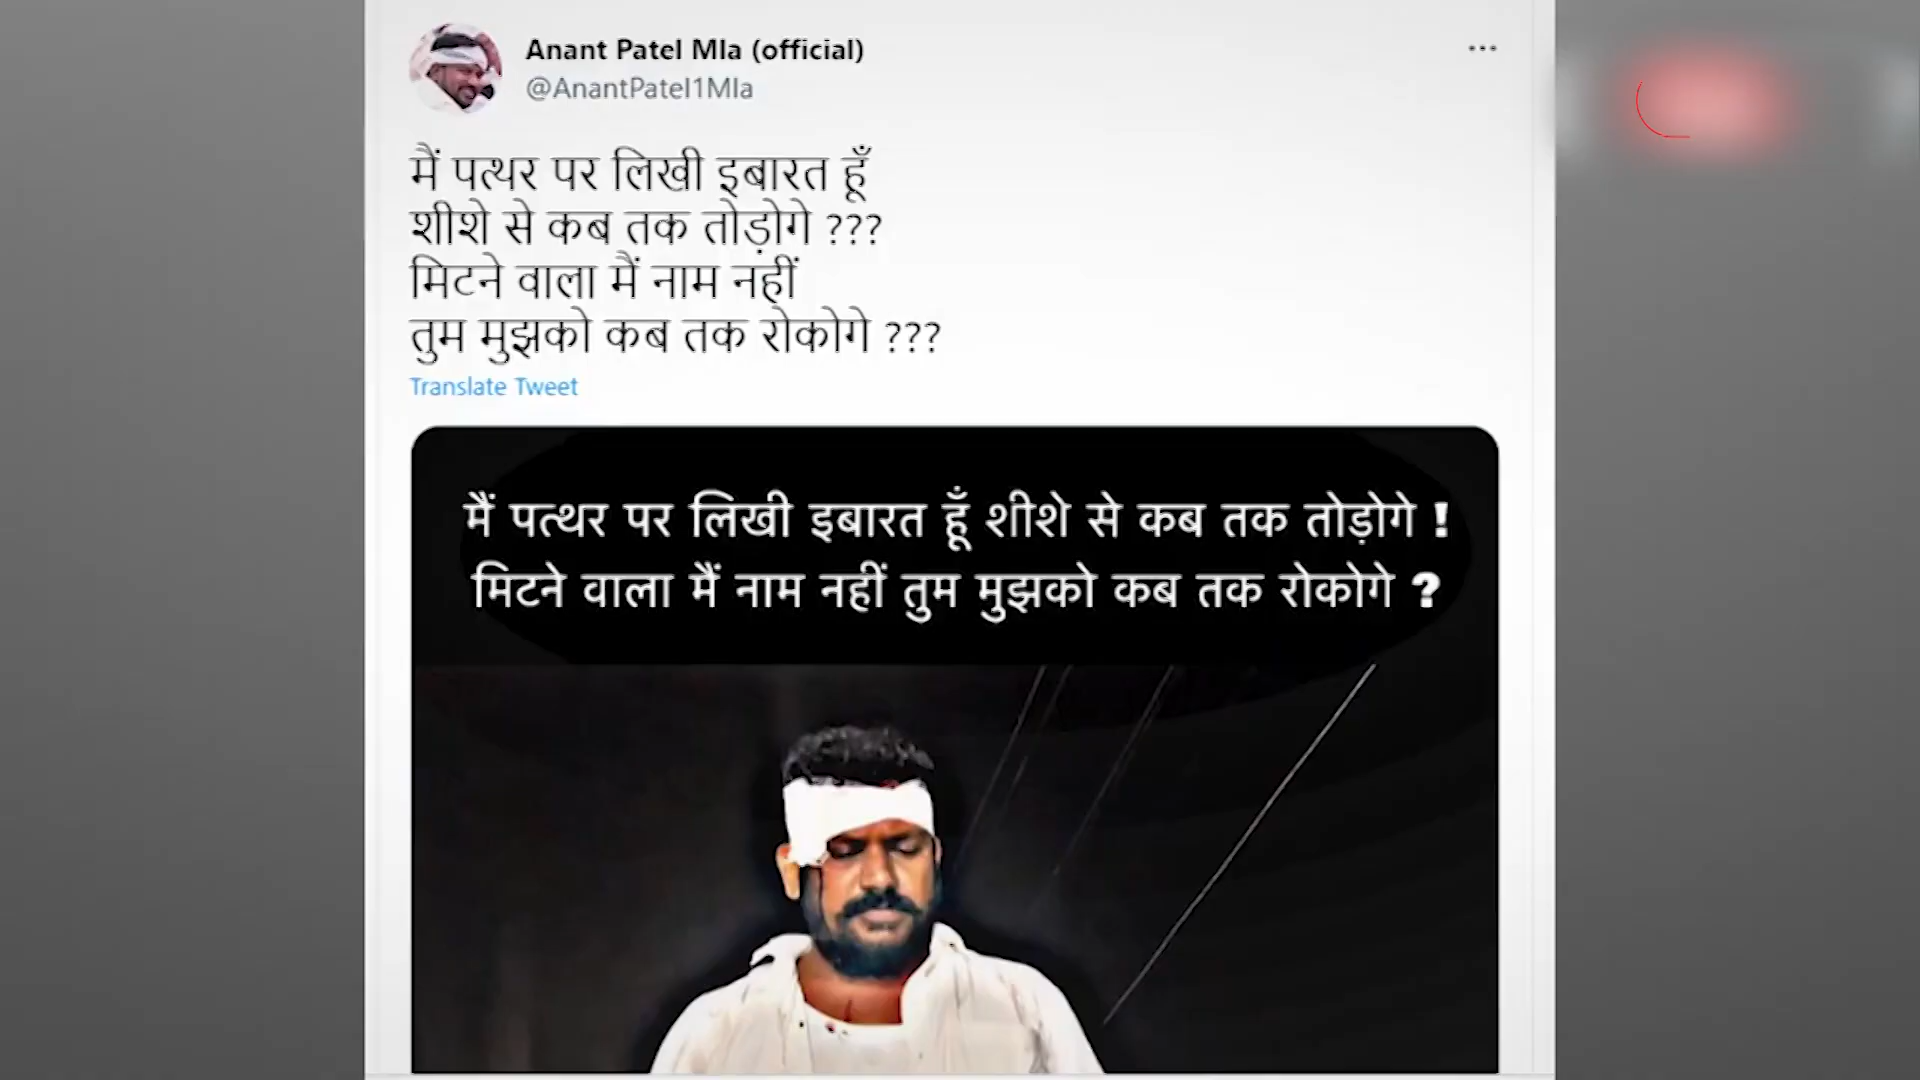 Anant Patel Mla (official)
@AnantPatel1Mla
मैं पत्थर पर लिखी इबारत हूँ
शीशे से कब तक तोड़ोगे ???
मिटने वाला मैं नाम नहीं
तुम मुझको कब तक रोकोगे ???
Translate Tweet
मैं पत्थर पर लिखी इबारत हूँ शीशे से कब तक तोड़ोगे !
मिटने वाला मैं नाम नहीं तुम मुझको कब तक रोकोगे ?